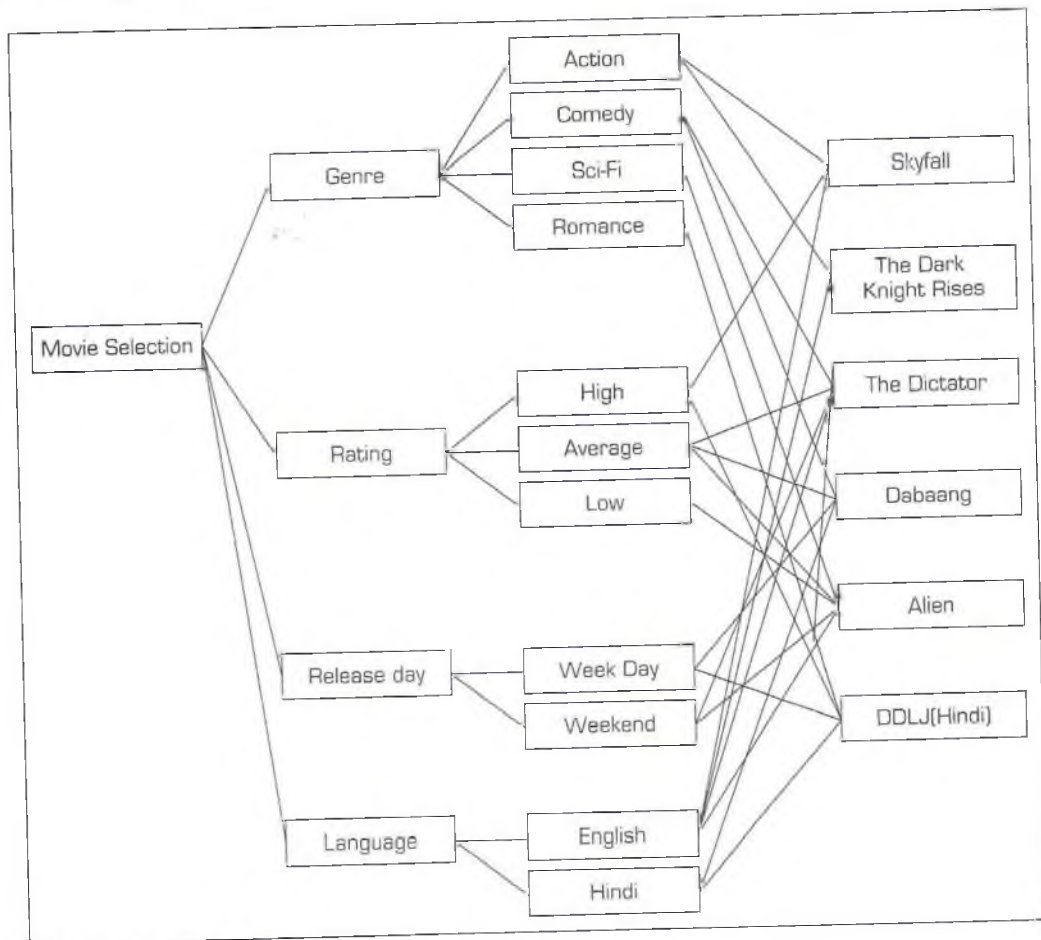 Movie Selection
Genre
Rating
Release day
Language
Action
Comedy
Sci-Fi
Romance
High
Average
Low
Week Day
Weekend
English
Hindi
Skyfall
The Dark
Knight Rises
The Dictator
Dabaang
Alien
DDLJ(Hindi)